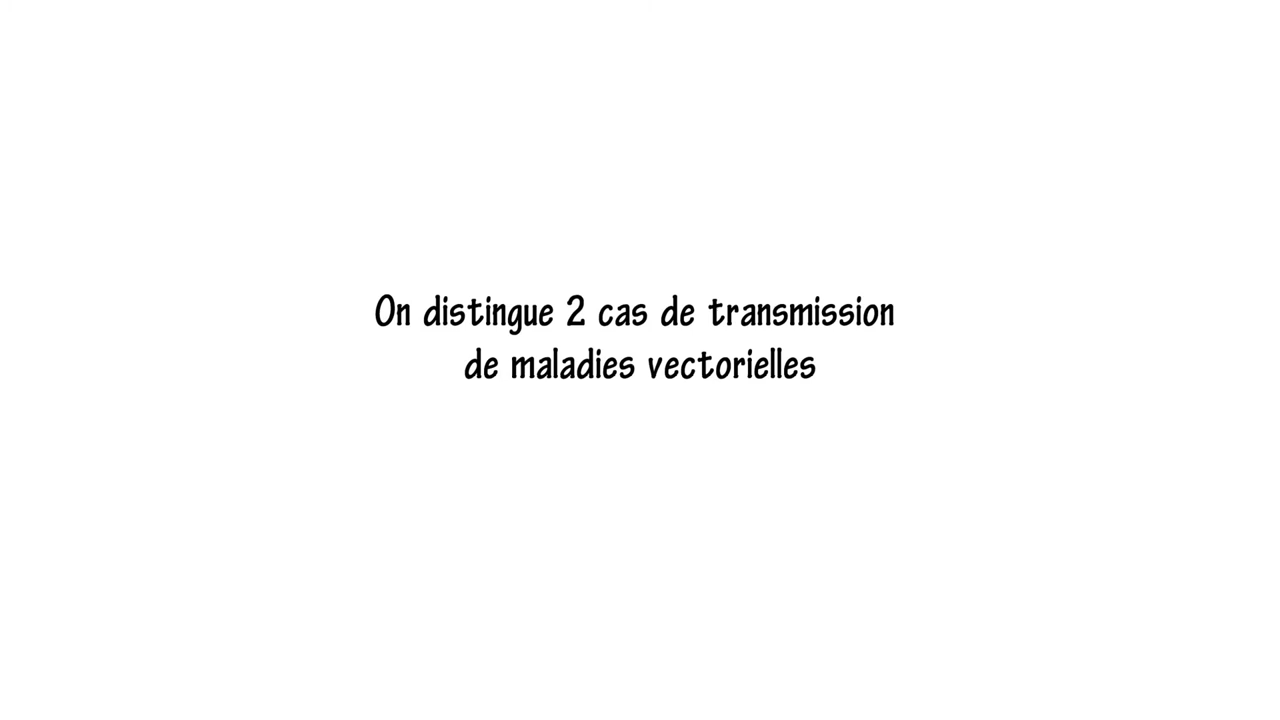 On distingue 2 cas de transmission
de maladies vectorielles